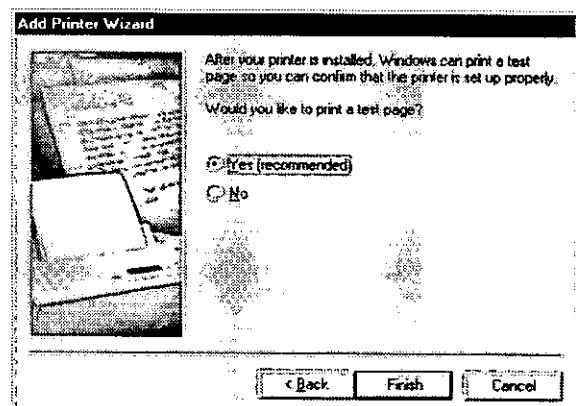 Add Printer Wizard
After your printer is installed, Windows can print a test
page so you can confirm that the printer is set up properly.
Would you like to print a test page?
Yes (recommended)
No
< Back
Finish
Cancel